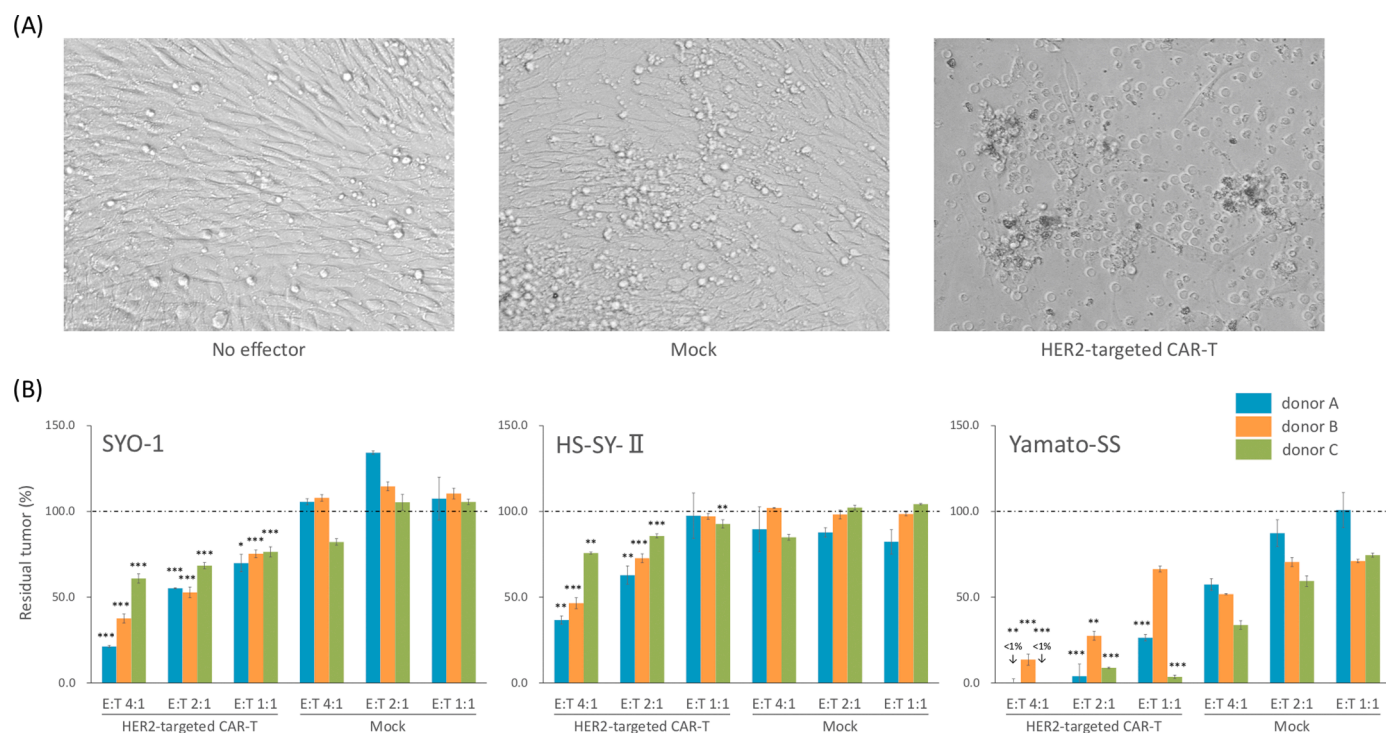 (A)
No effector
Mock
HER2-targeted CAR-T
(B)
donor A
donor B
donor C
Residual tumor (%)
150.0
100.0
50.0
0.0
SYO-1
***
***
***
***
***
***
*
***
***
E:T 4:1 E:T 2:1 E:T 1:1 E:T 4:1 E:T 2:1 E:T 1:1
HER2-targeted CAR-T Mock
150.0
100.0
50.0
0.0
HS-SY-Ⅱ
**
***
**
**
***
***
**
E:T 4:1 E:T 2:1 E:T 1:1 E:T 4:1 E:T 2:1 E:T 1:1
HER2-targeted CAR-T Mock
150.0
100.0
50.0
0.0
Yamato-SS
** *** ***
<1% <1%
***
**
***
***
***
E:T 4:1 E:T 2:1 E:T 1:1 E:T 4:1 E:T 2:1 E:T 1:1
HER2-targeted CAR-T Mock